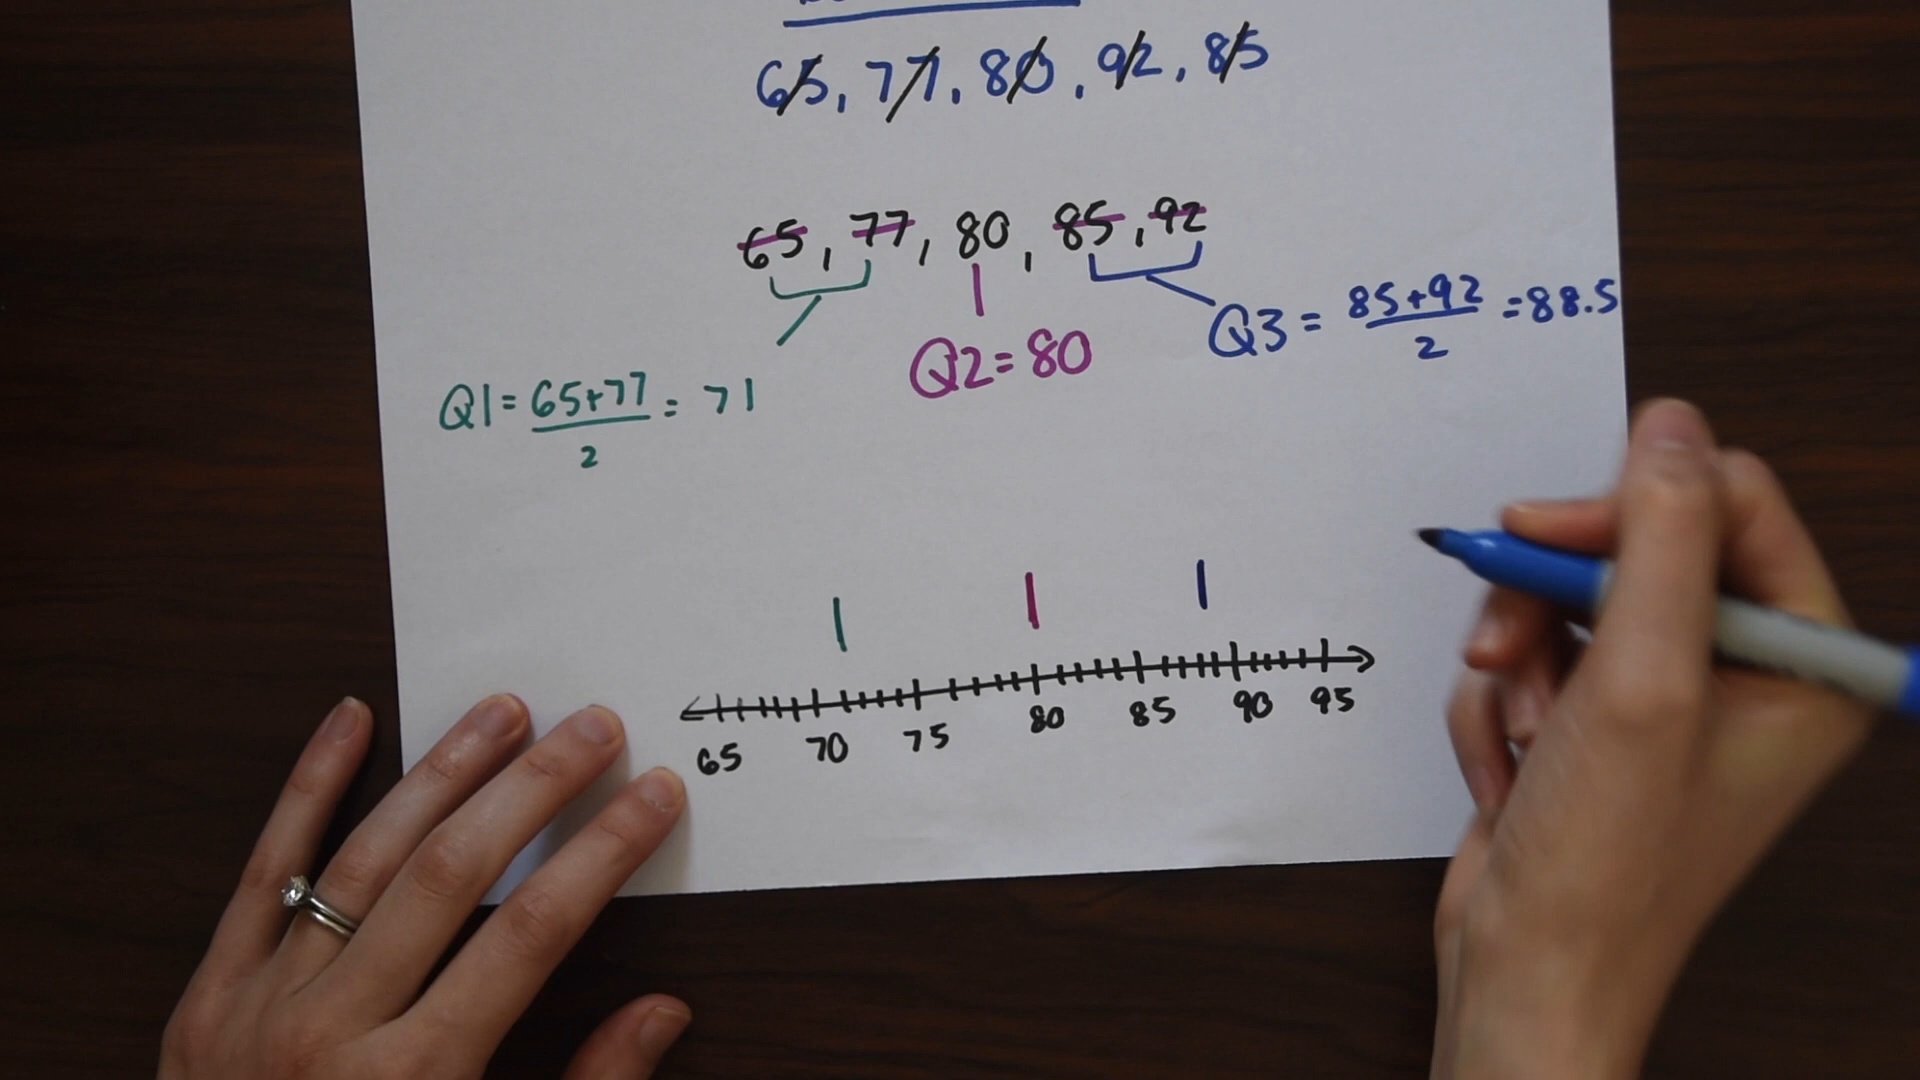 65, 77, 80, 92, 85
65, 77, 80, 85, 92
Q1 = 65+77/2 = 71
Q2 = 80
Q3 = 85+92/2 = 88.5
65 70 75 80 85 90 95